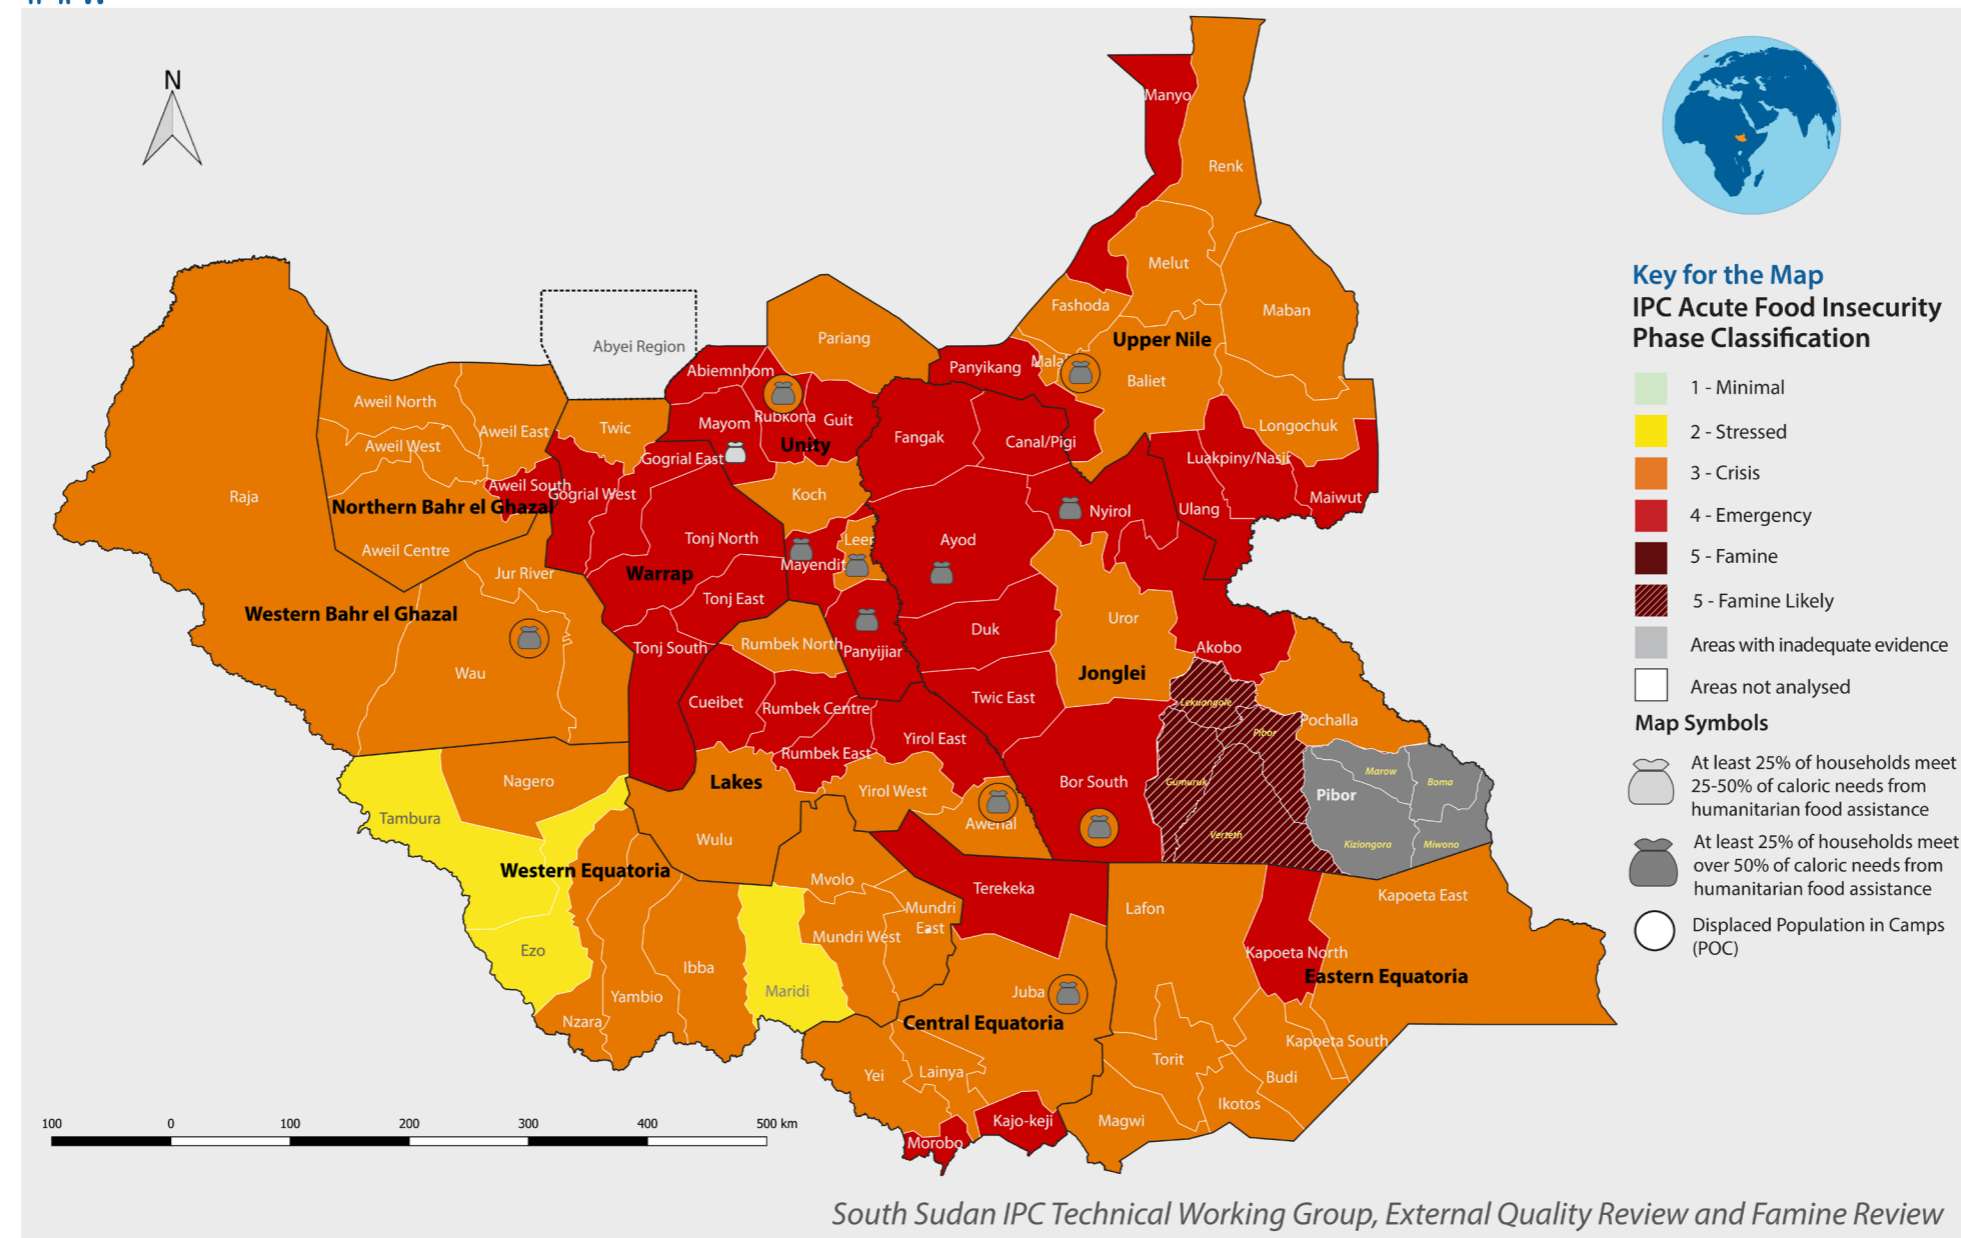 N
Manyo
Renk
Melut
Fashoda
Maban
Upper Nile
Pariang
Abyei Region
Panyikang
Mala
Baliet
Abiemnhom
Aweil North
Twic
Mayom
Rubkona
Guit
Aweil East
Aweil West
Unity
Fangak
Canal/Pigi
Longochuk
Gogrial East
Luakpiny/Nasir
Aweil South
Gogrial West
Koch
Raja
Northern Bahr el Ghazal
Nyirol
Ulang
Maiwut
Aweil Centre
Tonj North
Leer
Ayod
Jur River
Warrap
Mayendit
Western Bahr el Ghazal
Tonj East
Duk
Uror
Tonj South
Rumbek North
Panyijiar
Akobo
Wau
Jonglei
Cueibet
Rumbek Centre
Twic East
Lekuangole
Pochalla
Pibor
Rumbek East
Yirol East
Nagero
Lakes
Yirol West
Bor South
Gumuruk
Marow
Boma
Pibor
Tambura
Wulu
Awerial
Verteth
Kiziongora
Miwono
Western Equatoria
Mvolo
Terekeka
Kapoeta East
Mundri
East
Lafon
Mundri West
Ezo
Ibba
Kapoeta North
Eastern Equatoria
Maridi
Yambio
Juba
Nzara
Central Equatoria
Kapoeta South
Yei
Lainya
Torit
Budi
Ikotos
Kajo-keji
Magwi
Morobo
100 0 100 200 300 400 500 km
Key for the Map
IPC Acute Food Insecurity
Phase Classification
1 - Minimal
2 - Stressed
3 - Crisis
4 - Emergency
5 - Famine
5 - Famine Likely
Areas with inadequate evidence
Areas not analysed
Map Symbols
At least 25% of households meet
25-50% of caloric needs from
humanitarian food assistance
At least 25% of households meet
over 50% of caloric needs from
humanitarian food assistance
Displaced Population in Camps
(POC)
South Sudan IPC Technical Working Group, External Quality Review and Famine Review